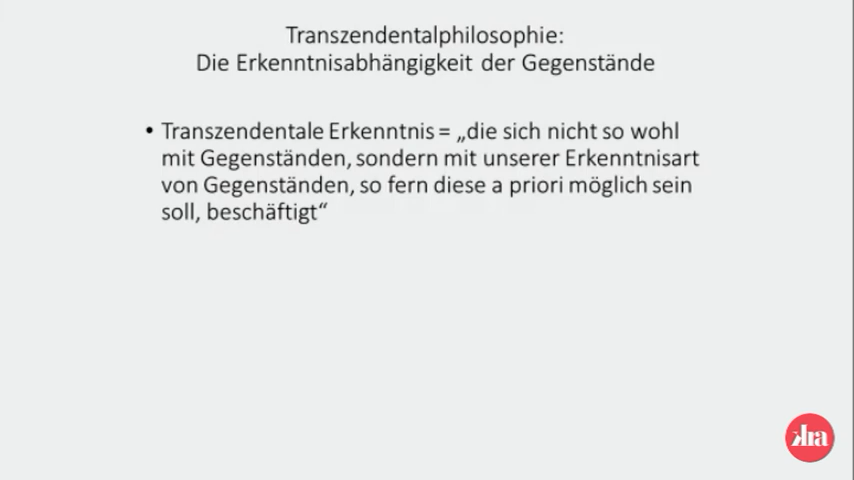 Transzendentalphilosophie:
Die Erkenntnisabhängigkeit der Gegenstände
• Transzendentale Erkenntnis = „die sich nicht so wohl
mit Gegenständen, sondern mit unserer Erkenntnisart
von Gegenständen, so fern diese a priori möglich sein
soll, beschäftigt“